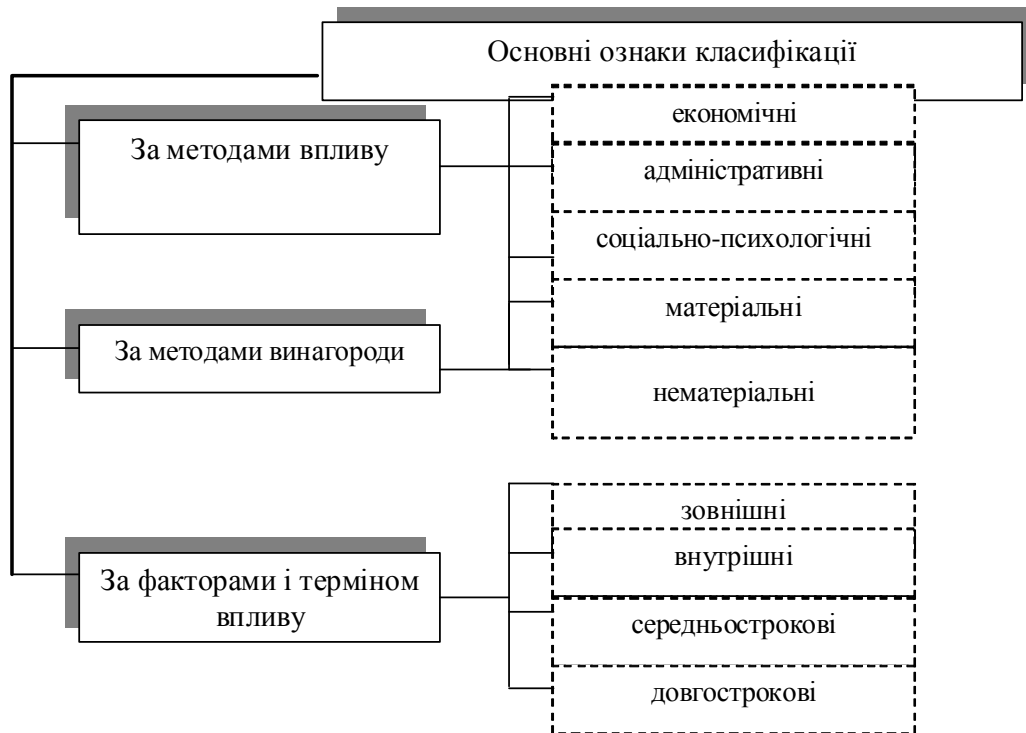 Основні ознаки класифікації
За методами впливу
економічні
адміністративні
соціально-психологічні
За методами винагороди
матеріальні
нематеріальні
За факторами і терміном
впливу
зовнішні
внутрішні
середньострокові
довгострокові